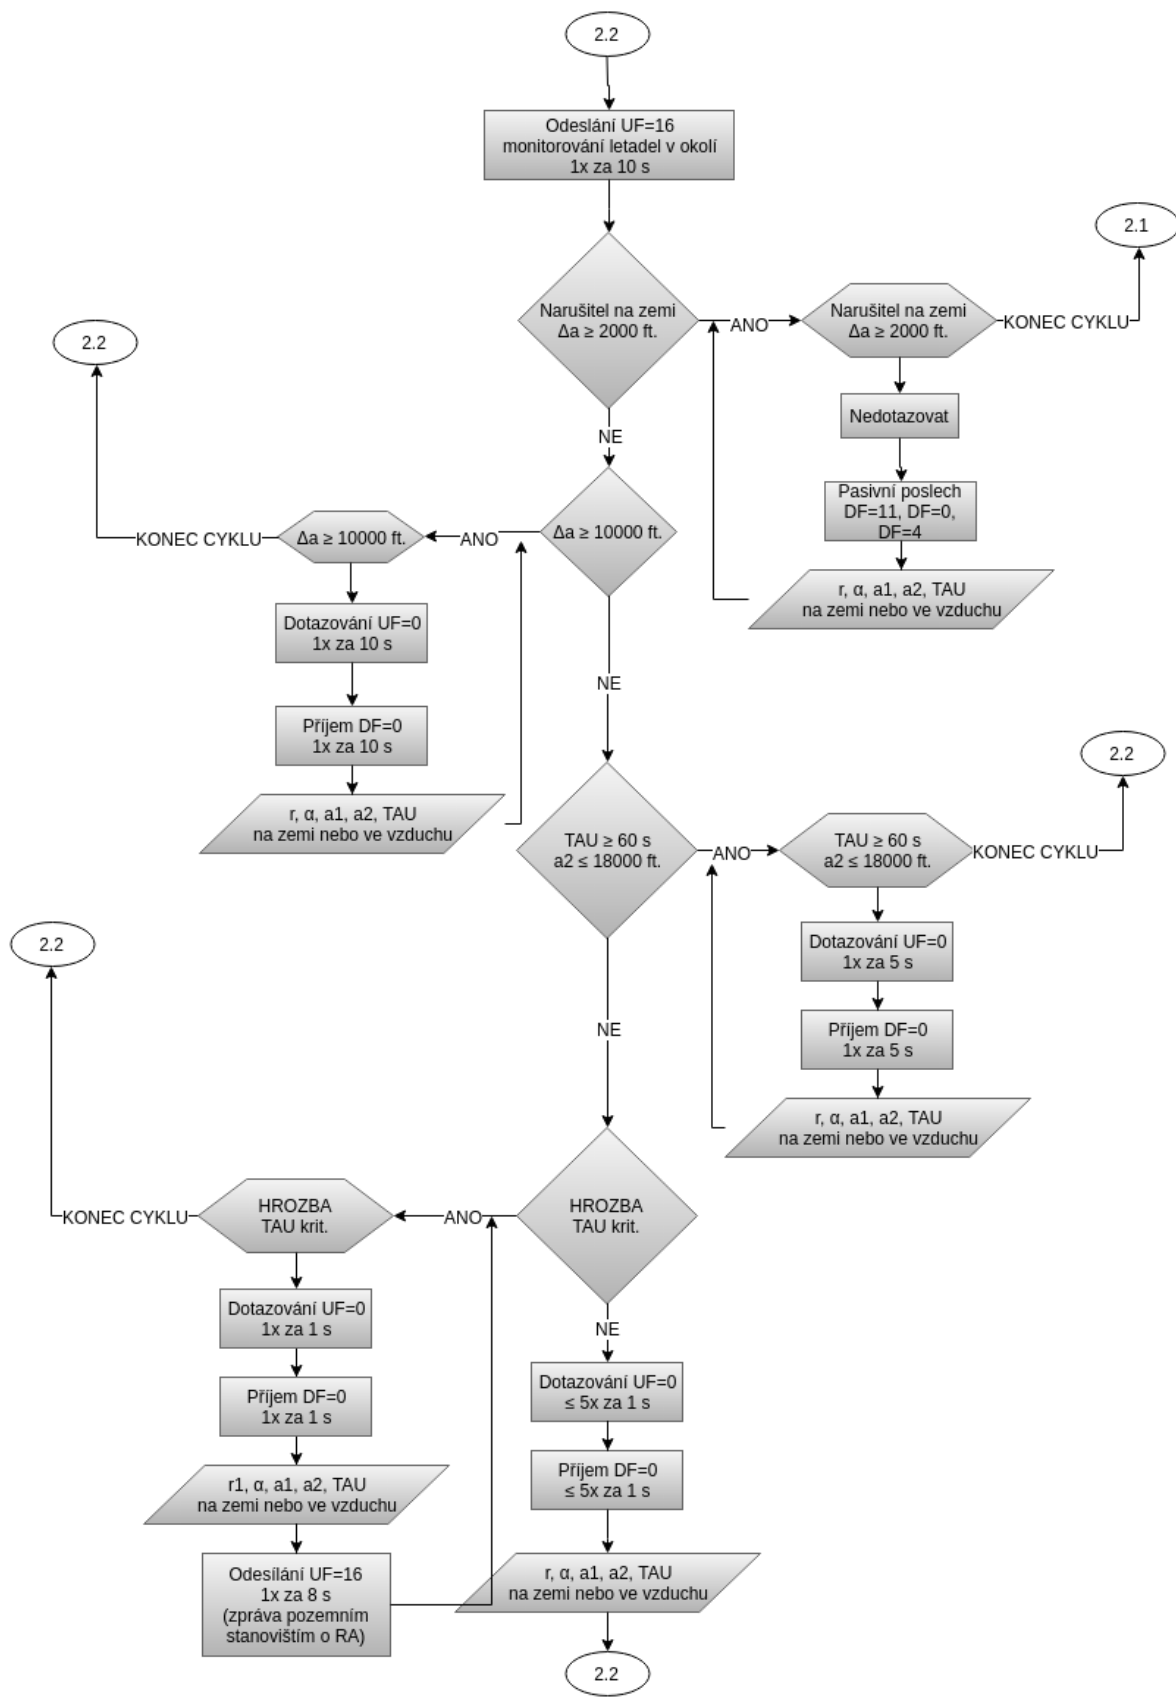 2.2
Odeslání UF=16
monitorování letadel v okolí
1x za 10 s
2.1
Narušitel na zemi
Δa ≥ 2000 ft.
ANO
Narušitel na zemi
Δa ≥ 2000 ft.
KONEC CYKLU
2.2
Nedotazovat
NE
Pasivní poslech
DF=11, DF=0,
DF=4
KONEC CYKLU
Δa ≥ 10000 ft.
ANO
Δa ≥ 10000 ft.
r, α, a1, a2, TAU
na zemi nebo ve vzduchu
Dotazování UF=0
1x za 10 s
NE
Příjem DF=0
1x za 10 s
2.2
r, α, a1, a2, TAU
na zemi nebo ve vzduchu
TAU ≥ 60 s
a2 ≤ 18000 ft.
ANO
TAU ≥ 60 s
a2 ≤ 18000 ft.
KONEC CYKLU
2.2
Dotazování UF=0
1x za 5 s
NE
Příjem DF=0
1x za 5 s
r, α, a1, a2, TAU
na zemi nebo ve vzduchu
KONEC CYKLU
HROZBA
TAU krit.
ANO
HROZBA
TAU krit.
Dotazování UF=0
1x za 1 s
NE
Příjem DF=0
1x za 1 s
Dotazování UF=0
≤ 5x za 1 s
r1, α, a1, a2, TAU
na zemi nebo ve vzduchu
Příjem DF=0
≤ 5x za 1 s
Odesílání UF=16
1x za 8 s
(zpráva pozemním
stanovištím o RA)
r, α, a1, a2, TAU
na zemi nebo ve vzduchu
2.2